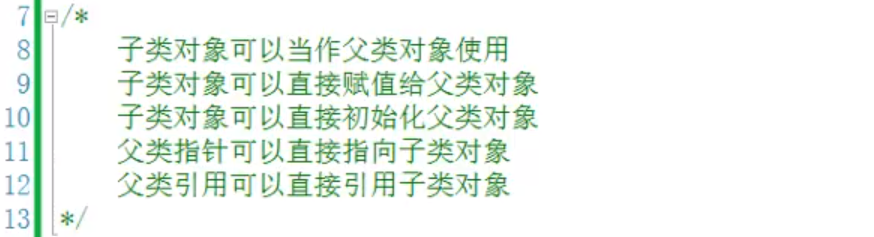 7 /*
8 子类对象可以当作父类对象使用
9 子类对象可以直接赋值给父类对象
10 子类对象可以直接初始化父类对象
11 父类指针可以直接指向子类对象
12 父类引用可以直接引用子类对象
13 */